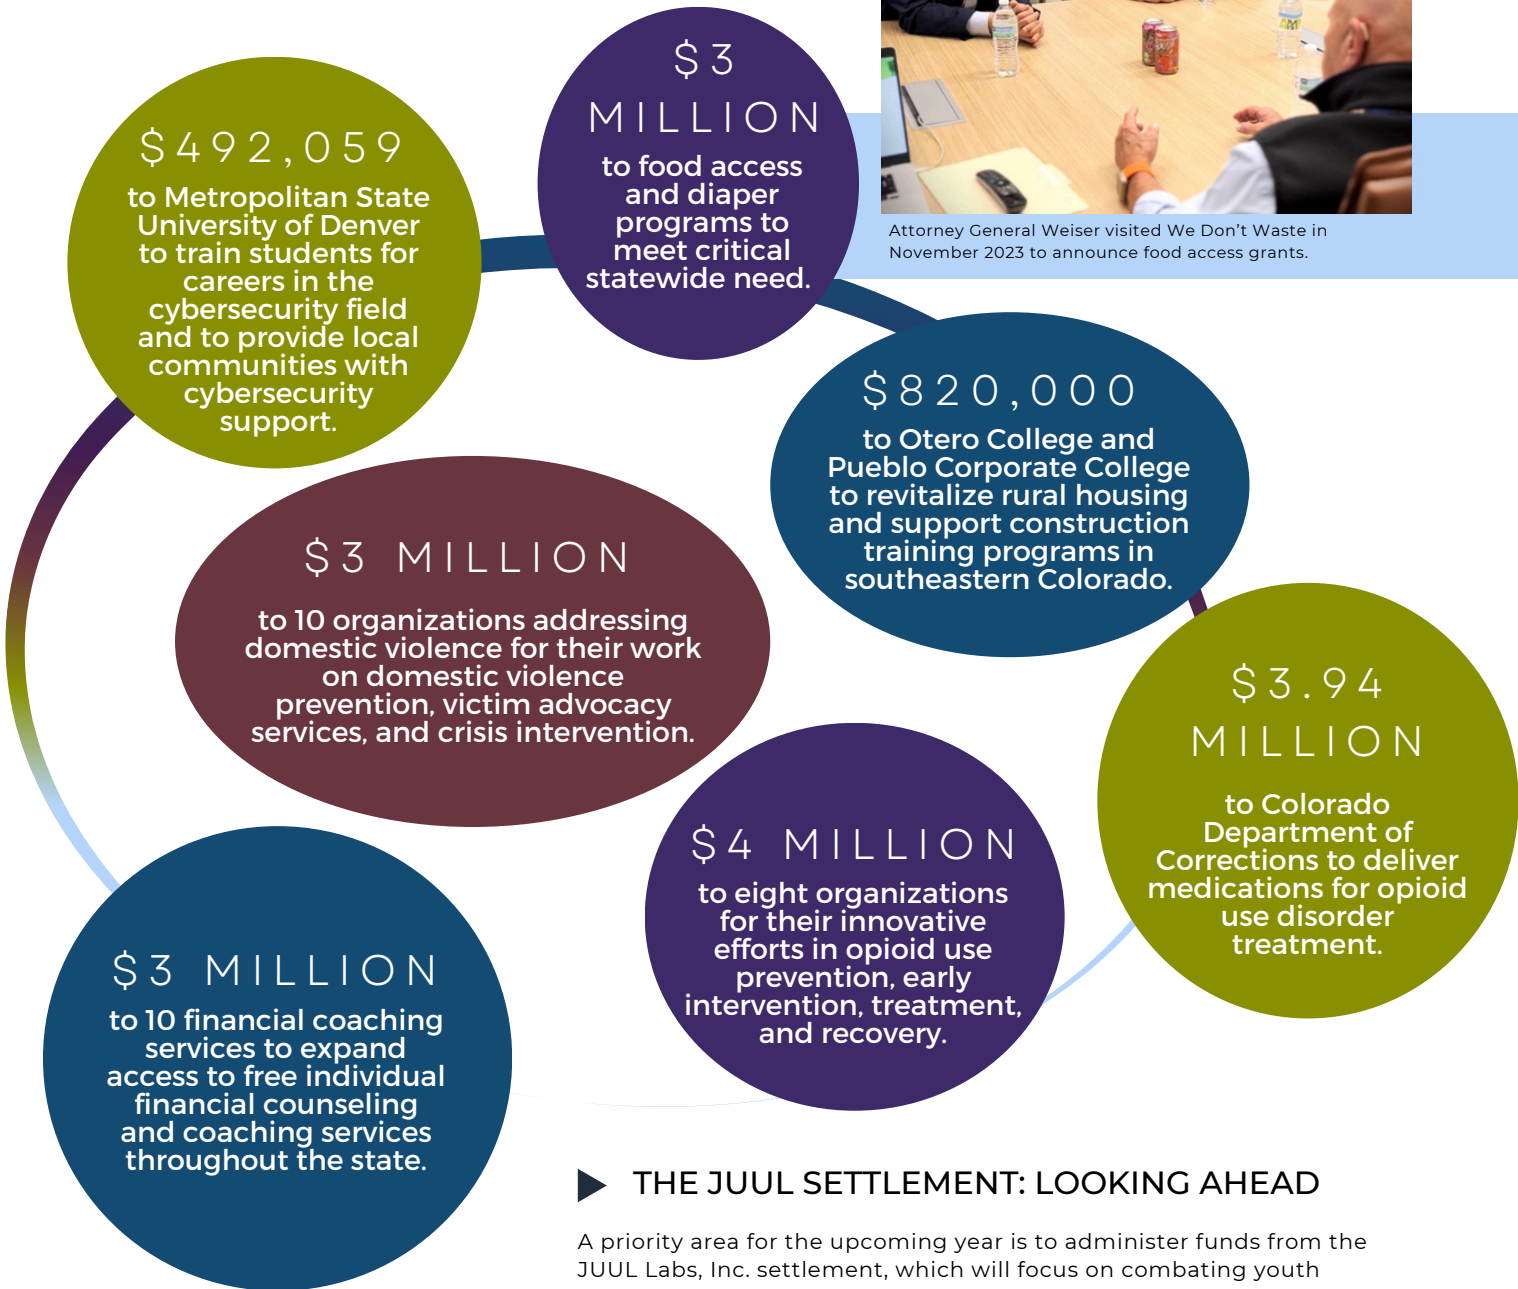 $3
MILLION
to food access
and diaper
programs to
meet critical
statewide need.
$492,059
to Metropolitan State
University of Denver
to train students for
careers in the
cybersecurity field
and to provide local
communities with
cybersecurity
support.
Attorney General Weiser visited We Don’t Waste in
November 2023 to announce food access grants.
$820,000
to Otero College and
Pueblo Corporate College
to revitalize rural housing
and support construction
training programs in
southeastern Colorado.
$3 MILLION
to 10 organizations addressing
domestic violence for their work
on domestic violence
prevention, victim advocacy
services, and crisis intervention.
$3.94
MILLION
to Colorado
Department of
Corrections to deliver
medications for opioid
use disorder
treatment.
$4 MILLION
to eight organizations
for their innovative
efforts in opioid use
prevention, early
intervention, treatment,
and recovery.
$3 MILLION
to 10 financial coaching
services to expand
access to free individual
financial counseling
and coaching services
throughout the state.
THE JUUL SETTLEMENT: LOOKING AHEAD
A priority area for the upcoming year is to administer funds from the
JUUL Labs, Inc. settlement, which will focus on combating youth